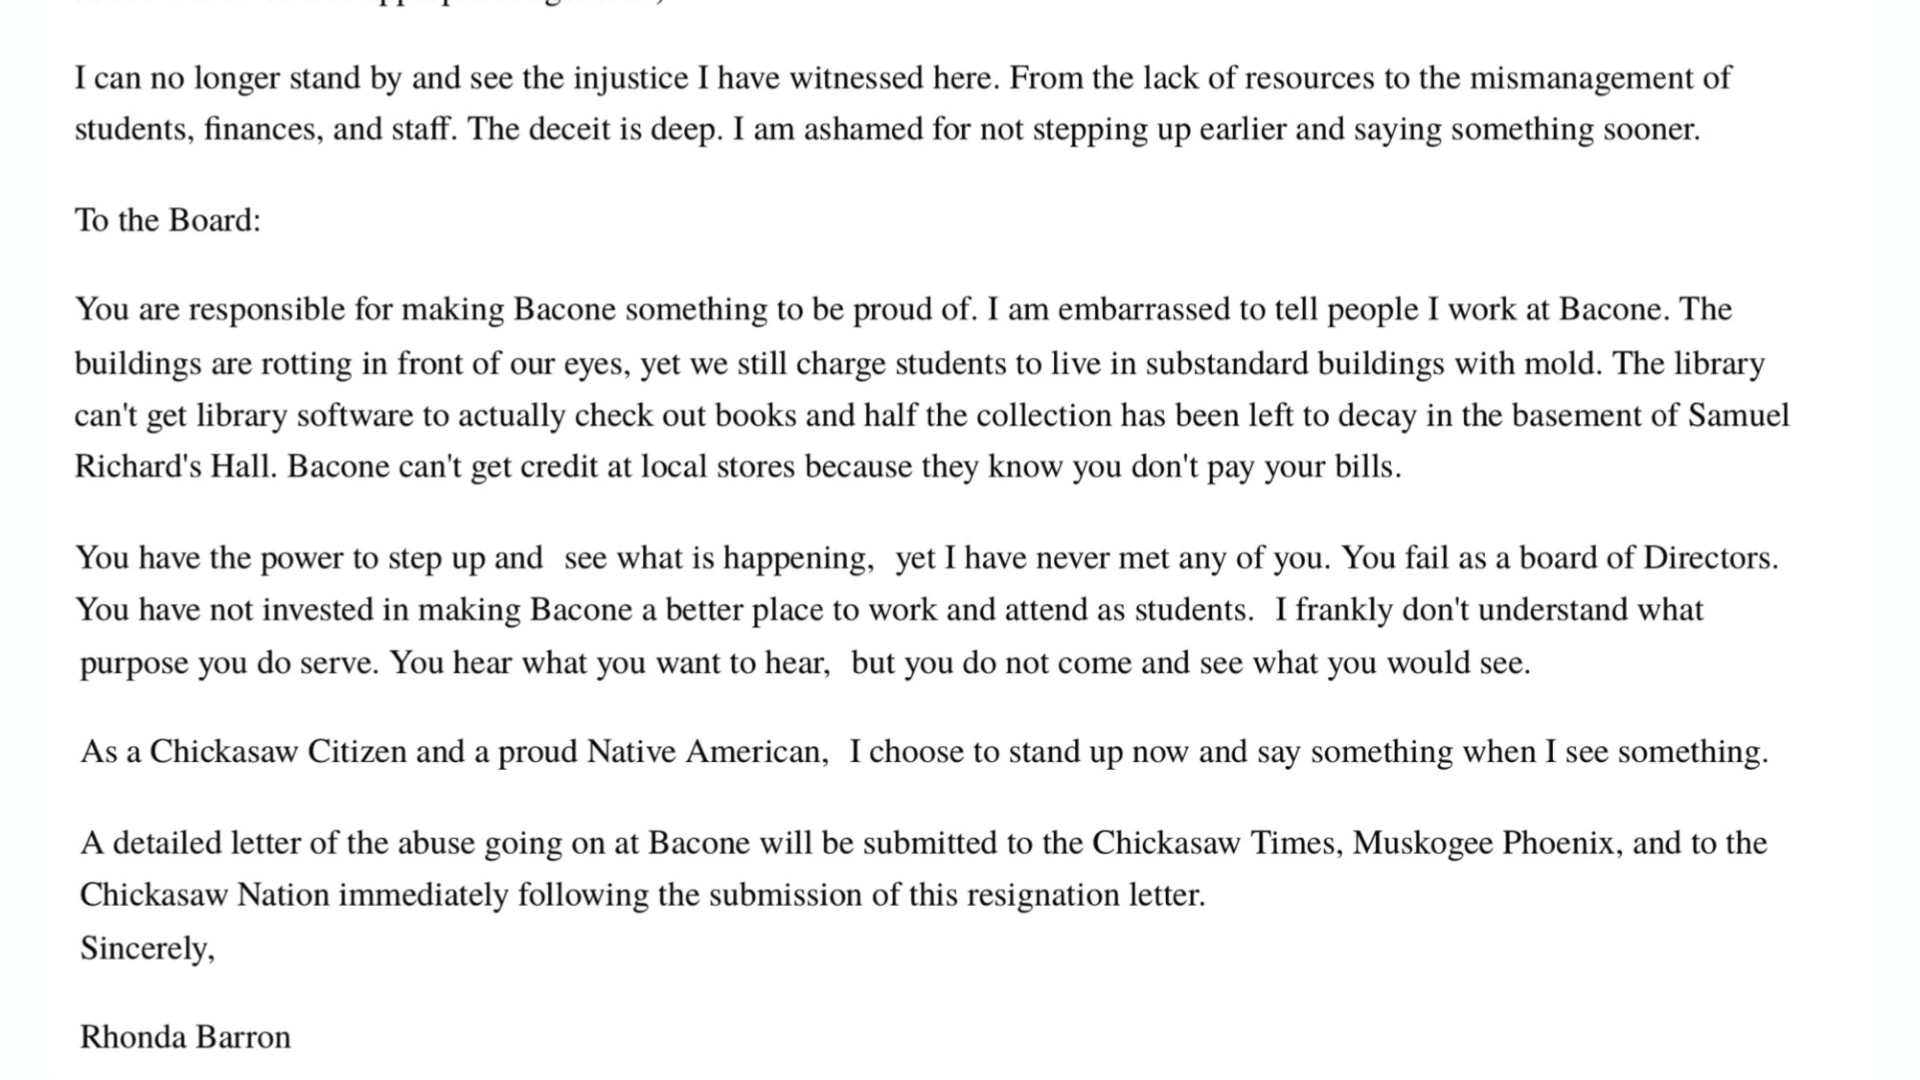 I can no longer stand by and see the injustice I have witnessed here. From the lack of resources to the mismanagement of
students, finances, and staff. The deceit is deep. I am ashamed for not stepping up earlier and saying something sooner.
To the Board:
You are responsible for making Bacone something to be proud of. I am embarrassed to tell people I work at Bacone. The
buildings are rotting in front of our eyes, yet we still charge students to live in substandard buildings with mold. The library
can't get library software to actually check out books and half the collection has been left to decay in the basement of Samuel
Richard's Hall. Bacone can't get credit at local stores because they know you don't pay your bills.
You have the power to step up and see what is happening, yet I have never met any of you. You fail as a board of Directors.
You have not invested in making Bacone a better place to work and attend as students. I frankly don't understand what
purpose you do serve. You hear what you want to hear, but you do not come and see what you would see.
As a Chickasaw Citizen and a proud Native American, I choose to stand up now and say something when I see something.
A detailed letter of the abuse going on at Bacone will be submitted to the Chickasaw Times, Muskogee Phoenix, and to the
Chickasaw Nation immediately following the submission of this resignation letter.
Sincerely,
Rhonda Barron